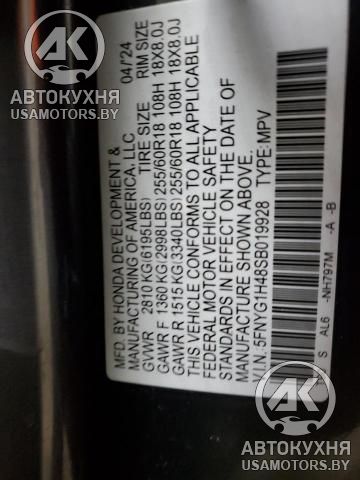 АВТОКУХНЯ
USAMOTORS.BY
MFD. BY HONDA DEVELOPMENT & 04/24
MANUFACTURING OF AMERICA, LLC
TIRE SIZE RIM SIZE
GVWR 2810 KG(6195LBS)
GAWR F 1360 KG(2998LBS) 255/60R18 108H 18X8.0J
GAWR R 1515 KG(3340LBS) 255/60R18 108H 18X8.0J
THIS VEHICLE CONFORMS TO ALL APPLICABLE
FEDERAL MOTOR VEHICLE SAFETY
STANDARDS IN EFFECT ON THE DATE OF
MANUFACTURE SHOWN ABOVE.
V.I.N. 5FNYG1H48SB019928 TYPE:MPV
S AL6 -NH797M -A -B
АВТОКУХНЯ
USAMOTORS.BY